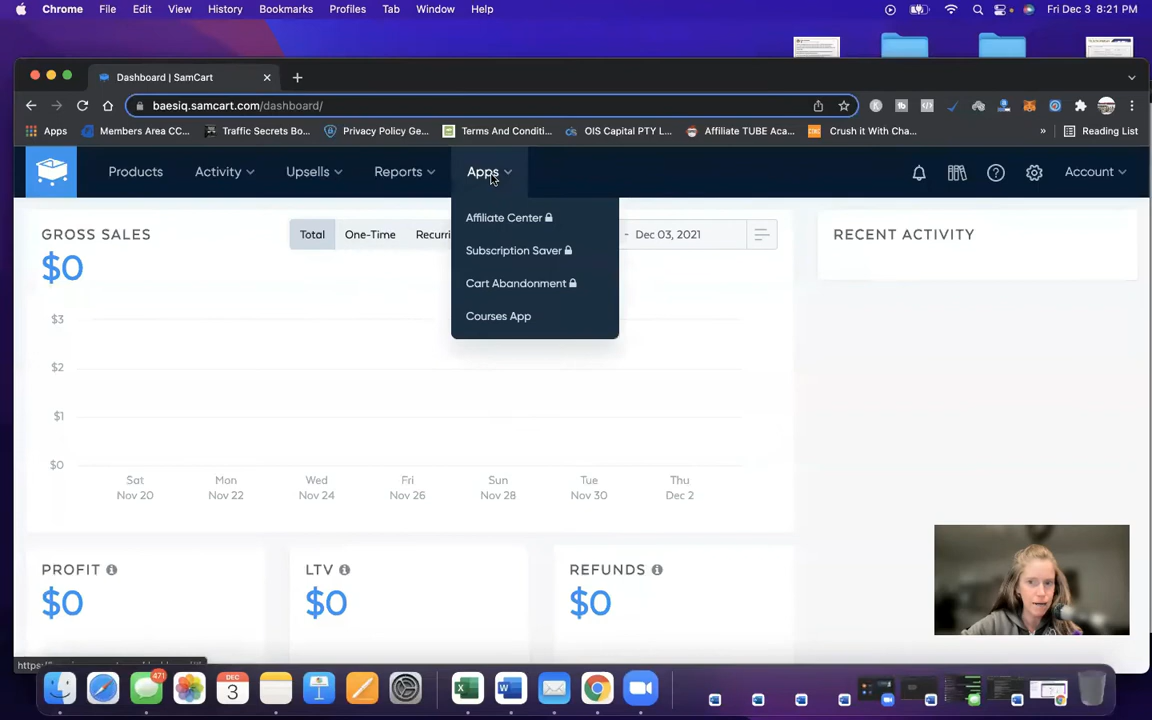 Chrome File Edit View History Bookmarks Profiles Tab Window Help Fri Dec 3 8:21 PM
Dashboard | SamCart
baesiq.samcart.com/dashboard/
Apps Members Area CC... Traffic Secrets Bo... Privacy Policy Ge... Terms And Conditi... OIS Capital PTY L... Affiliate TUBE Aca... Crush it With Cha... » Reading List
Products Activity Upsells Reports Apps Account
Affiliate Center
Subscription Saver
Cart Abandonment
Courses App
GROSS SALES Total One-Time Recurri - Dec 03, 2021 RECENT ACTIVITY
$0
$3
$2
$1
$0
Sat Mon Wed Fri Sun Tue Thu
Nov 20 Nov 22 Nov 24 Nov 26 Nov 28 Nov 30 Dec 2
PROFIT LTV REFUNDS
$0 $0 $0
471
DEC
3